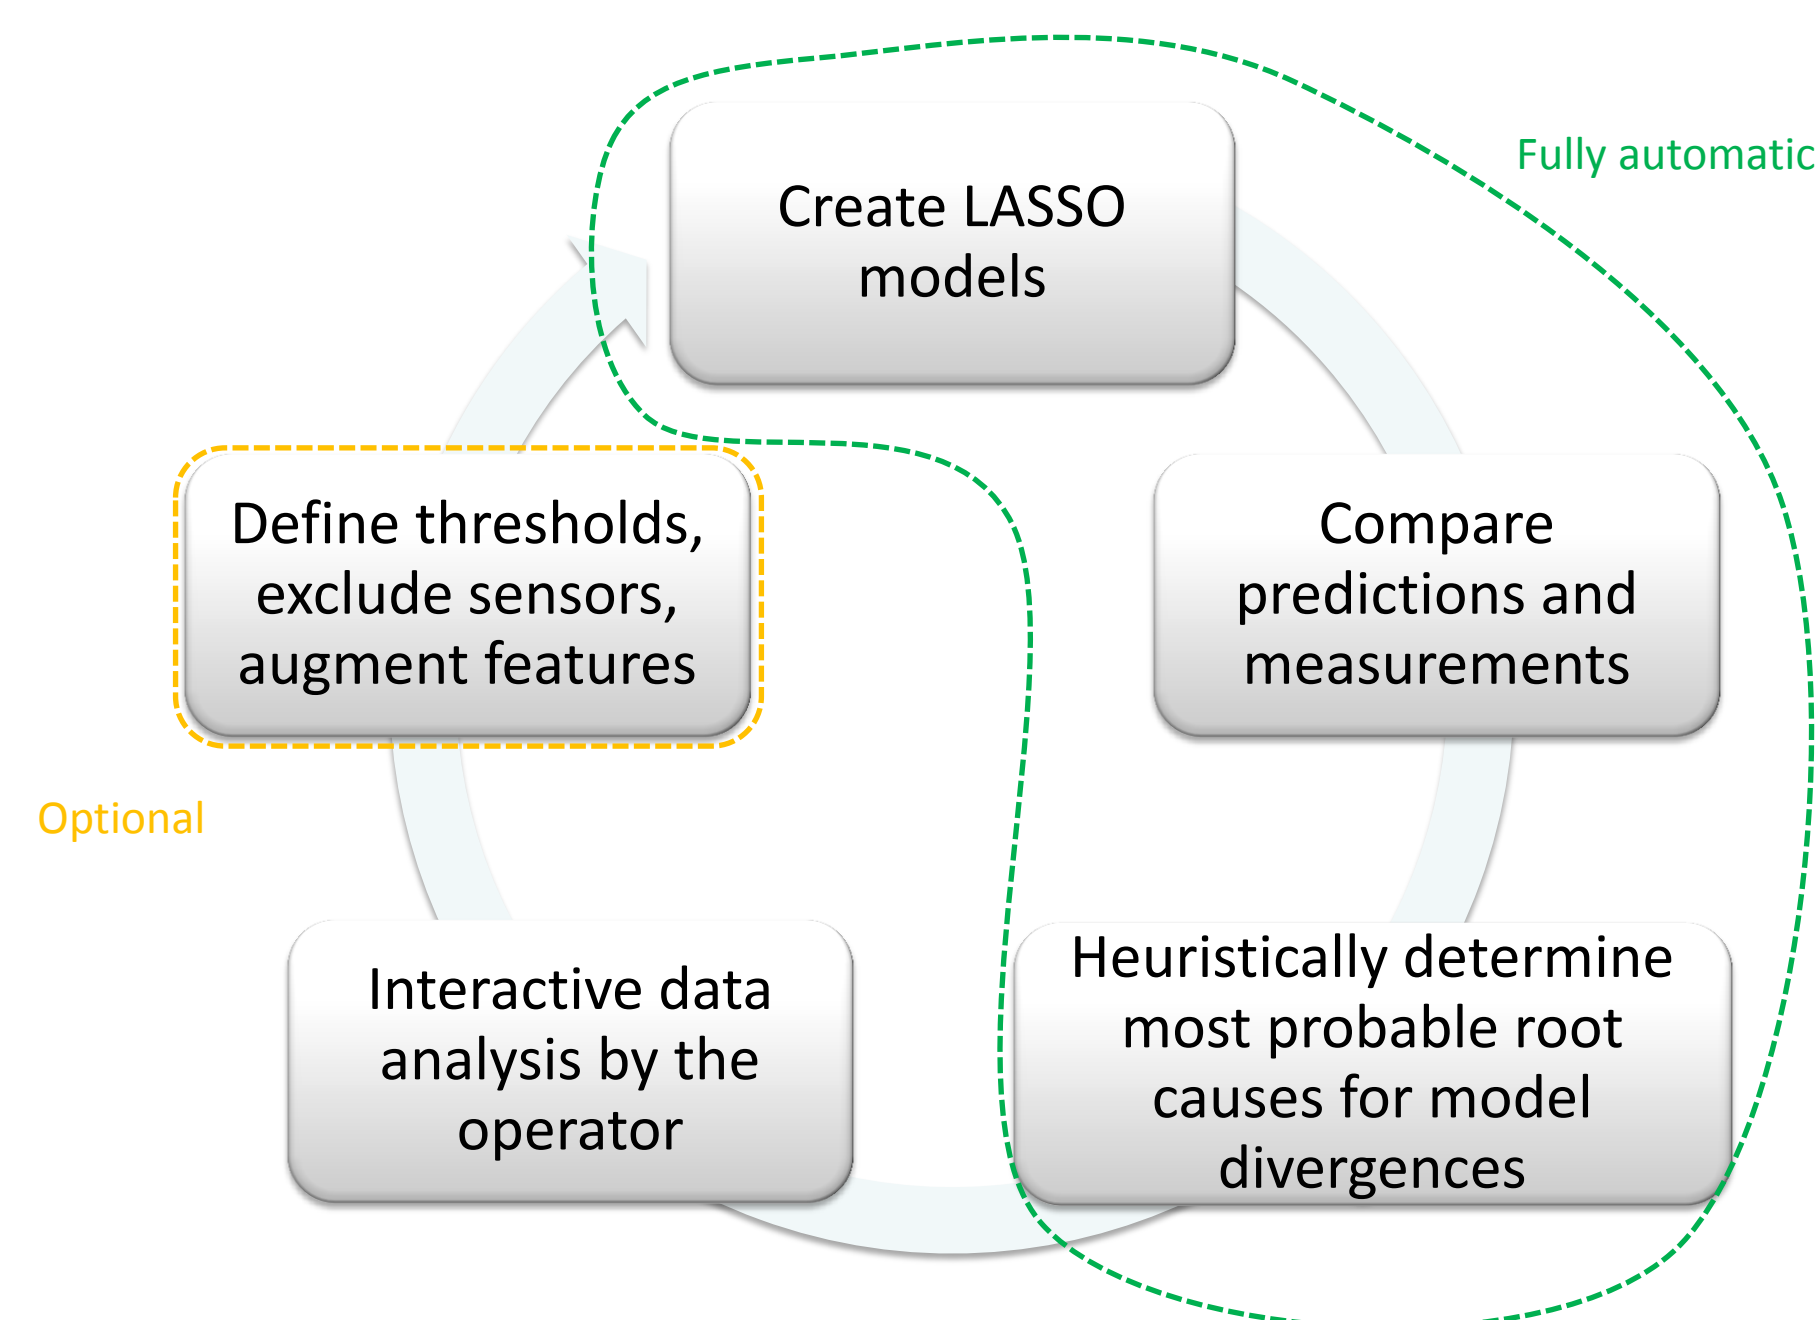 Fully automatic
Create LASSO
models
Compare
predictions and
measurements
Heuristically determine
most probable root
causes for model
divergences
Interactive data
analysis by the
operator
Define thresholds,
exclude sensors,
augment features
Optional